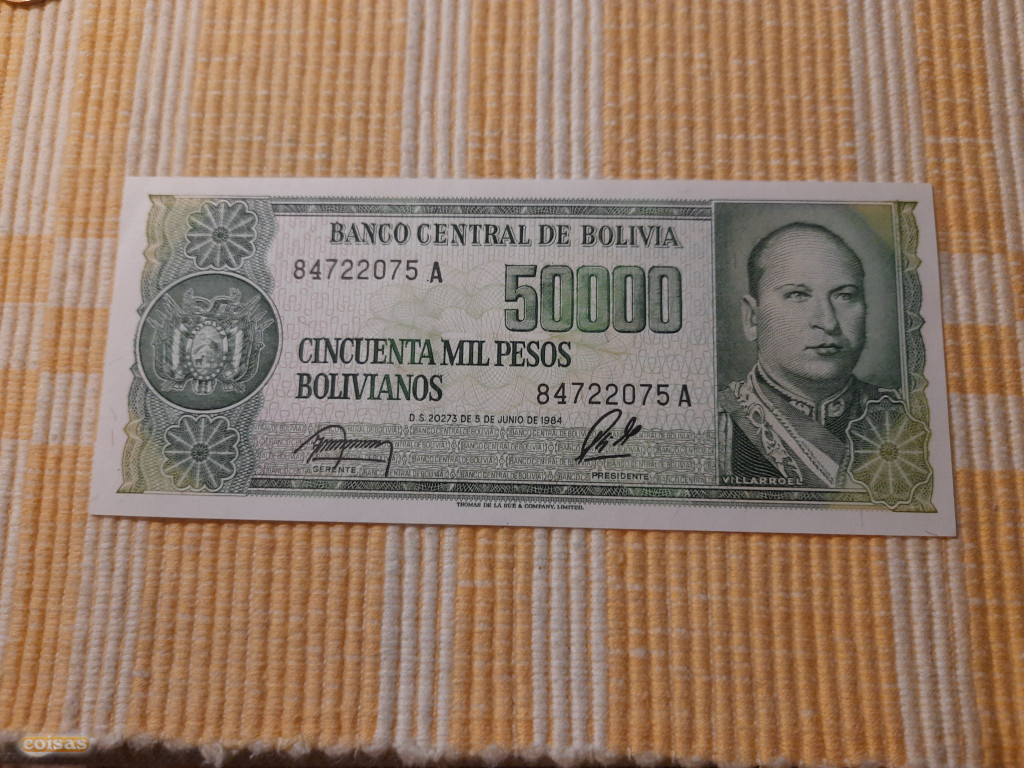 BANCO CENTRAL DE BOLIVIA
84722075 A
50000
CINCUENTA MIL PESOS
BOLIVIANOS
84722075 A
D.S. 20273 DE 5 DE JUNIO DE 1984
GERENTE
PRESIDENTE
VILLARROEL
THOMAS DE LA RUE & COMPANY, LIMITED.
coisas